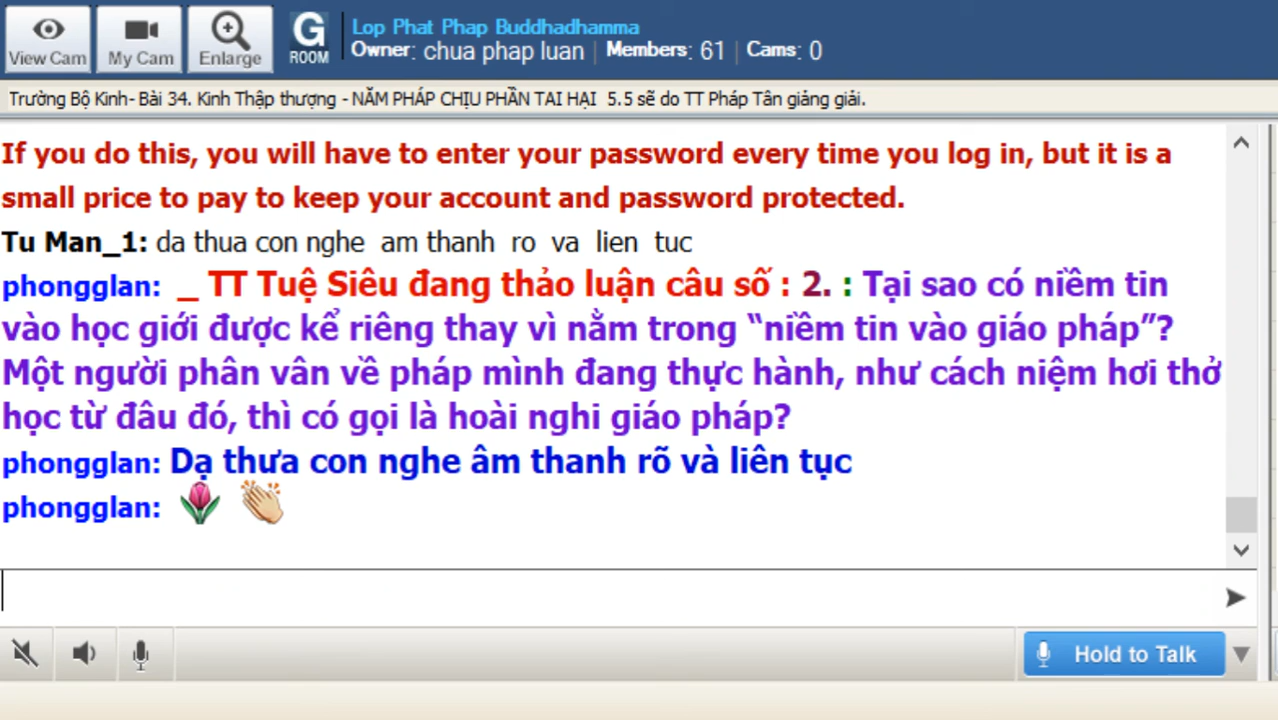 Lop Phat Phap Buddhadhamma
View Cam
My Cam
Enlarge
G
ROOM
Owner: chua phap luan | Members: 61 | Cams: 0
Trường Bộ Kinh- Bài 34. Kinh Thập thượng - NĂM PHÁP CHỊU PHẦN TAI HẠI 5.5 sẽ do TT Pháp Tân giảng giải.
If you do this, you will have to enter your password every time you log in, but it is a
small price to pay to keep your account and password protected.
Tu Man_1: da thua con nghe am thanh ro va lien tuc
phongglan: _ TT Tuệ Siêu đang thảo luận câu số : 2. : Tại sao có niềm tin
vào học giới được kể riêng thay vì nằm trong “niềm tin vào giáo pháp”?
Một người phân vân về pháp mình đang thực hành, như cách niệm hơi thở
học từ đâu đó, thì có gọi là hoài nghi giáo pháp?
phongglan: Dạ thưa con nghe âm thanh rõ và liên tục
phongglan:
Hold to Talk